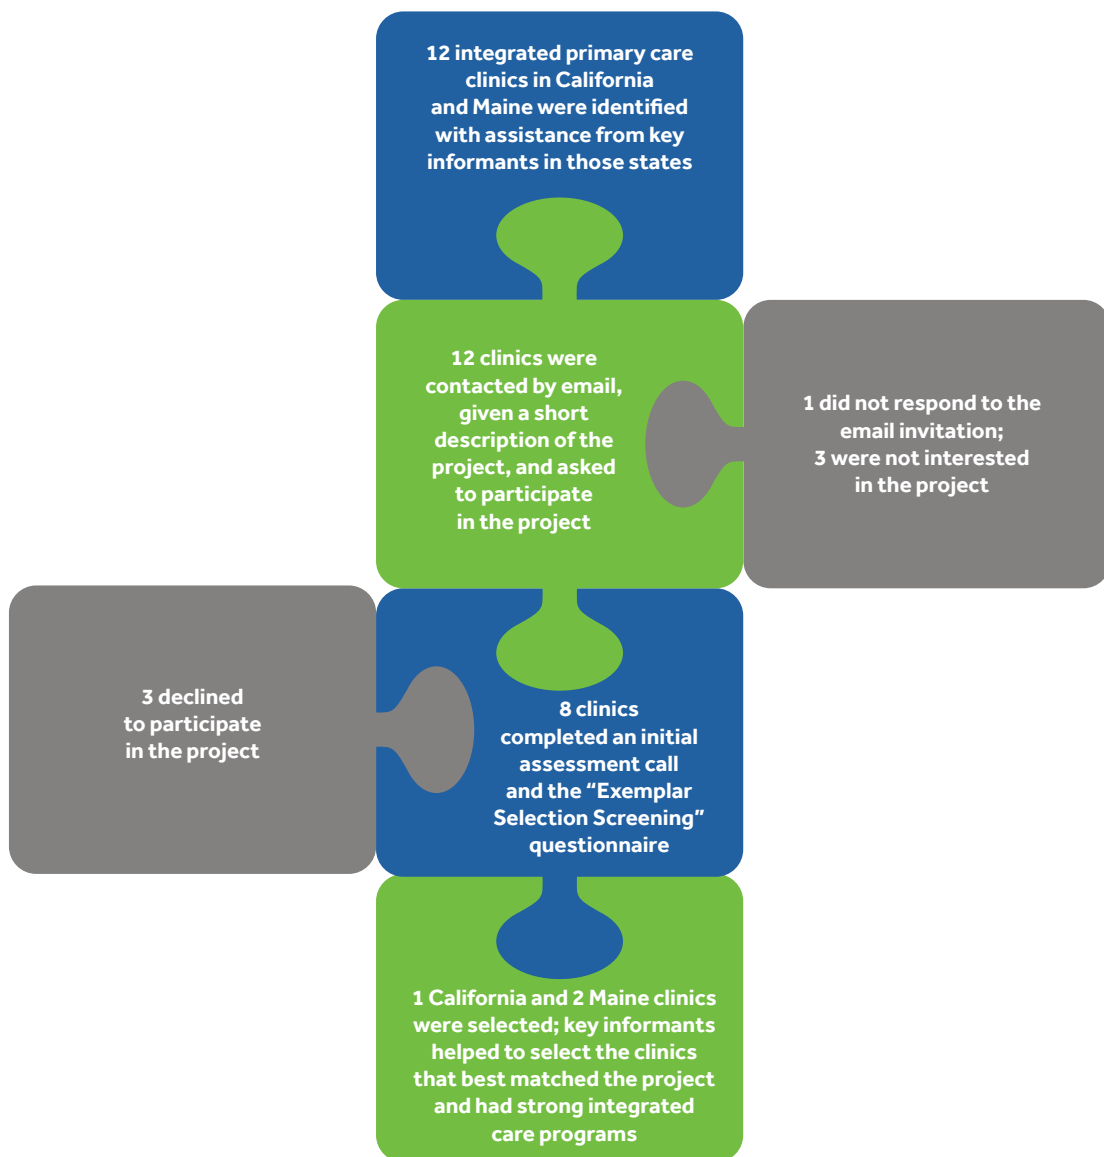 12 integrated primary care
clinics in California
and Maine were identified
with assistance from key
informants in those states
12 clinics were
contacted by email,
given a short
description of the
project, and asked
to participate
in the project
1 did not respond to the
email invitation;
3 were not interested
in the project
3 declined
to participate
in the project
8 clinics
completed an initial
assessment call
and the “Exemplar
Selection Screening”
questionnaire
1 California and 2 Maine clinics
were selected; key informants
helped to select the clinics
that best matched the project
and had strong integrated
care programs